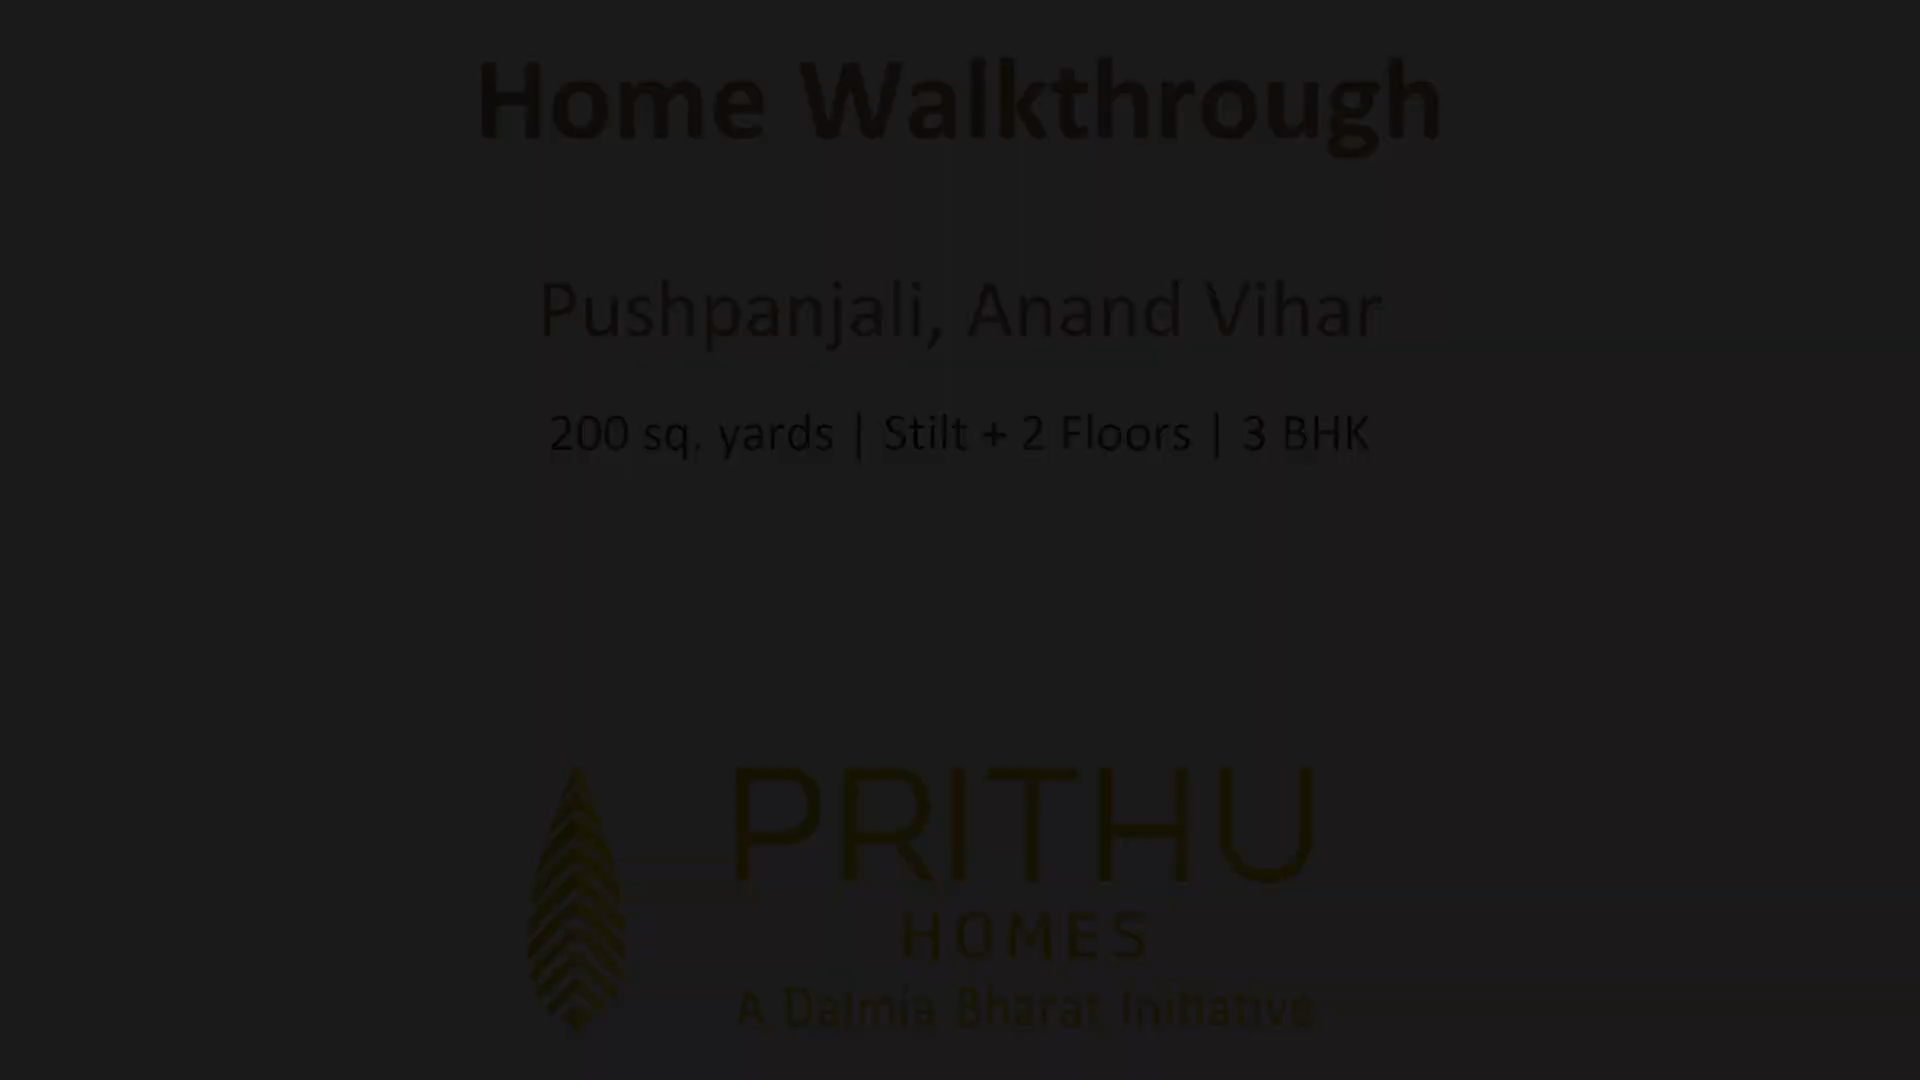 Home Walkthrough
Pushpanjali, Anand Vihar
200 sq. yards | Stilt + 2 Floors | 3 BHK
PRITHU
HOMES
A Dalmia Bharat Initiative